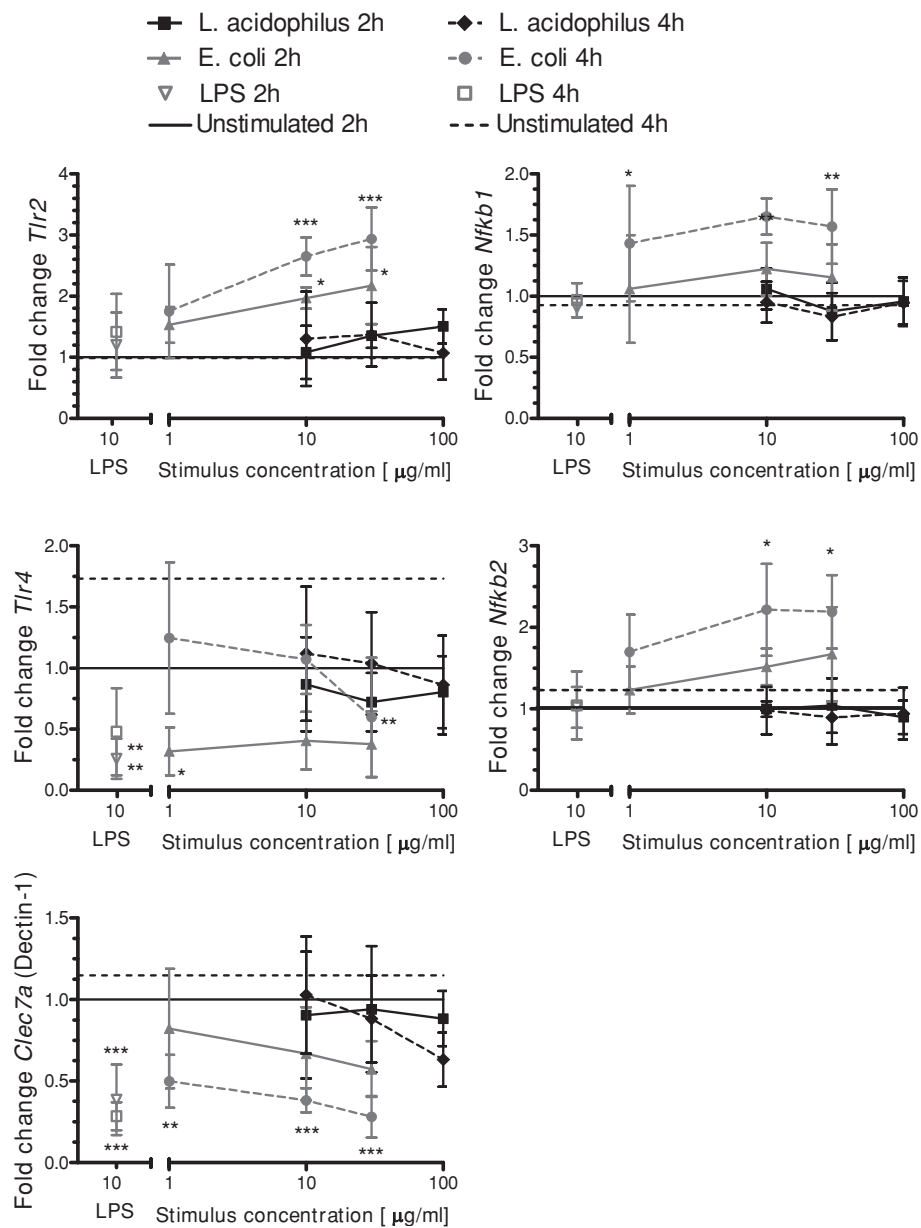 L. acidophilus 2h L. acidophilus 4h
E. coli 2h E. coli 4h
LPS 2h LPS 4h
Unstimulated 2h Unstimulated 4h
Fold change Tlr2
4
3
2
1
0
*** ***
* *
10 1 10 100
LPS Stimulus concentration [ µg/ml]
Fold change Nfkb1
2.0
1.5
1.0
0.5
0.0
* ** **
10 1 10 100
LPS Stimulus concentration [ µg/ml]
Fold change Tlr4
2.0
1.5
1.0
0.5
0.0
**
** *
**
10 1 10 100
LPS Stimulus concentration [ µg/ml]
Fold change Nfkb2
3
2
1
0
* *
10 1 10 100
LPS Stimulus concentration [ µg/ml]
Fold change Clec7a (Dectin-1)
1.5
1.0
0.5
0.0
***
*** ** *** ***
10 1 10 100
LPS Stimulus concentration [ µg/ml]